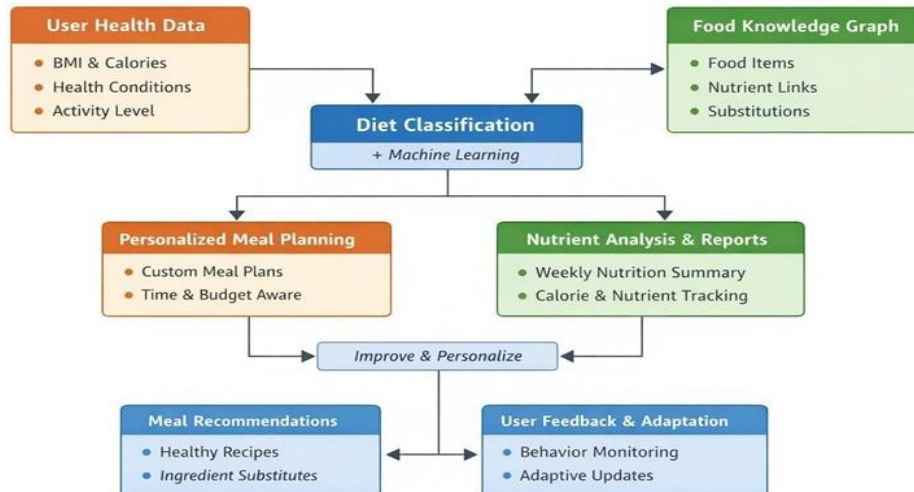 User Health Data
• BMI & Calories
• Health Conditions
• Activity Level
Food Knowledge Graph
• Food Items
• Nutrient Links
• Substitutions
Diet Classification
+ Machine Learning
Personalized Meal Planning
• Custom Meal Plans
• Time & Budget Aware
Nutrient Analysis & Reports
• Weekly Nutrition Summary
• Calorie & Nutrient Tracking
Improve & Personalize
Meal Recommendations
• Healthy Recipes
• Ingredient Substitutes
User Feedback & Adaptation
• Behavior Monitoring
• Adaptive Updates